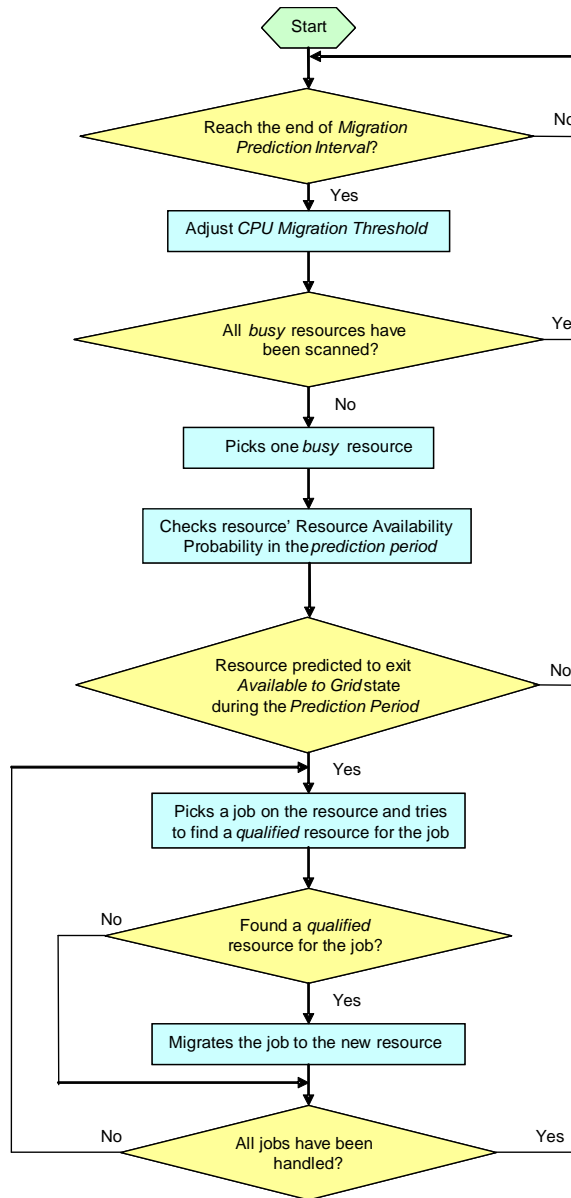 Start
Reach the end of Migration
Prediction Interval?
No
Yes
Adjust CPU Migration Threshold
All busy resources have
been scanned?
Ye
No
Picks one busy resource
Checks resource' Resource Availability
Probability in the prediction period
Resource predicted to exit
Available to Grid state
during the Prediction Period
No
Yes
Picks a job on the resource and tries
to find a qualified resource for the job
No
Found a qualified
resource for the job?
Yes
Migrates the job to the new resource
No
All jobs have been
handled?
Yes